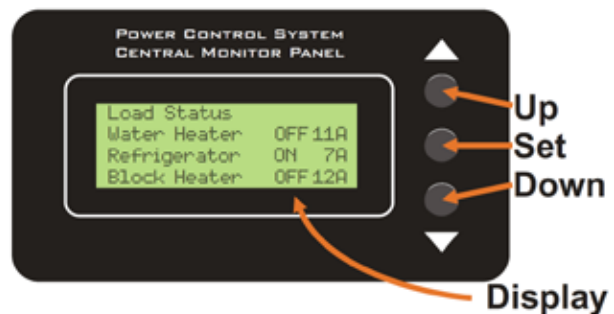 POWER CONTROL SYSTEM
CENTRAL MONITOR PANEL
Load Status
Water Heater OFF 11A
Refrigerator ON 7A
Block Heater OFF 12A
Up
Set
Down
Display